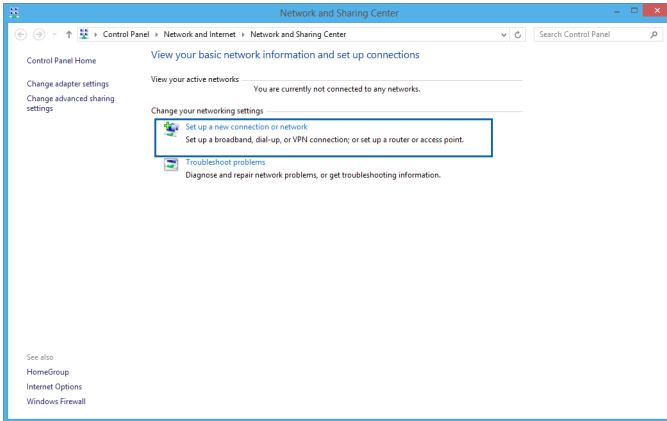 Network and Sharing Center
Control Panel Network and Internet Network and Sharing Center
Search Control Panel
Control Panel Home
Change adapter settings
Change advanced sharing
settings
View your basic network information and set up connections
View your active networks
You are currently not connected to any networks.
Change your networking settings
Set up a new connection or network
Set up a broadband, dial-up, or VPN connection; or set up a router or access point.
Troubleshoot problems
Diagnose and repair network problems, or get troubleshooting information.
See also
HomeGroup
Internet Options
Windows Firewall